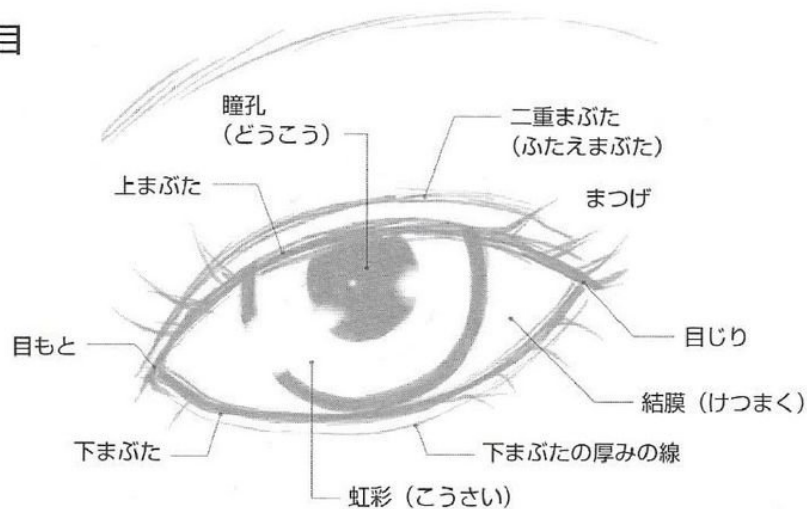 目
瞳孔
（どうこう）
二重まぶた
（ふたえまぶた）
上まぶた
まつげ
目もと
目じり
結膜（けつまく）
下まぶた
下まぶたの厚みの線
虹彩（こうさい）